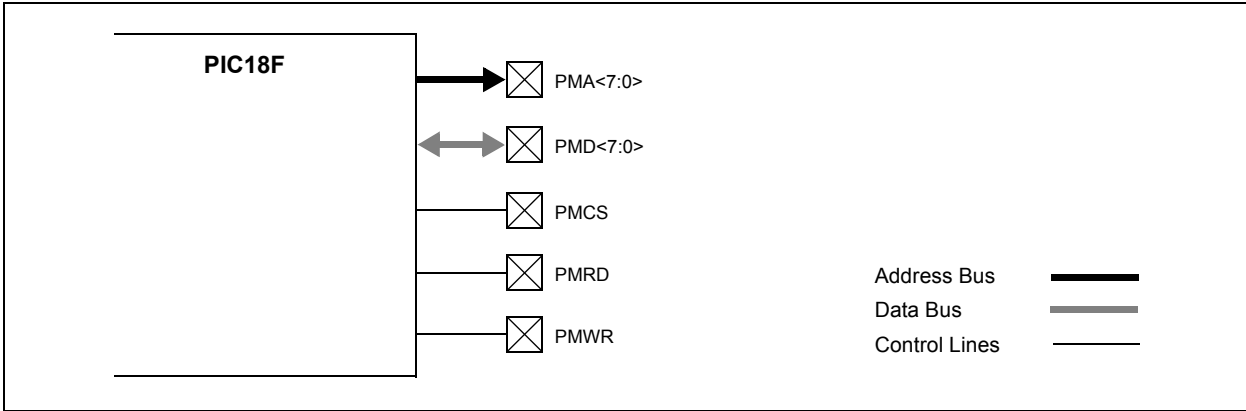 PIC18F
PMA<7:0>
PMD<7:0>
PMCS
PMRD
PMWR
Address Bus
Data Bus
Control Lines